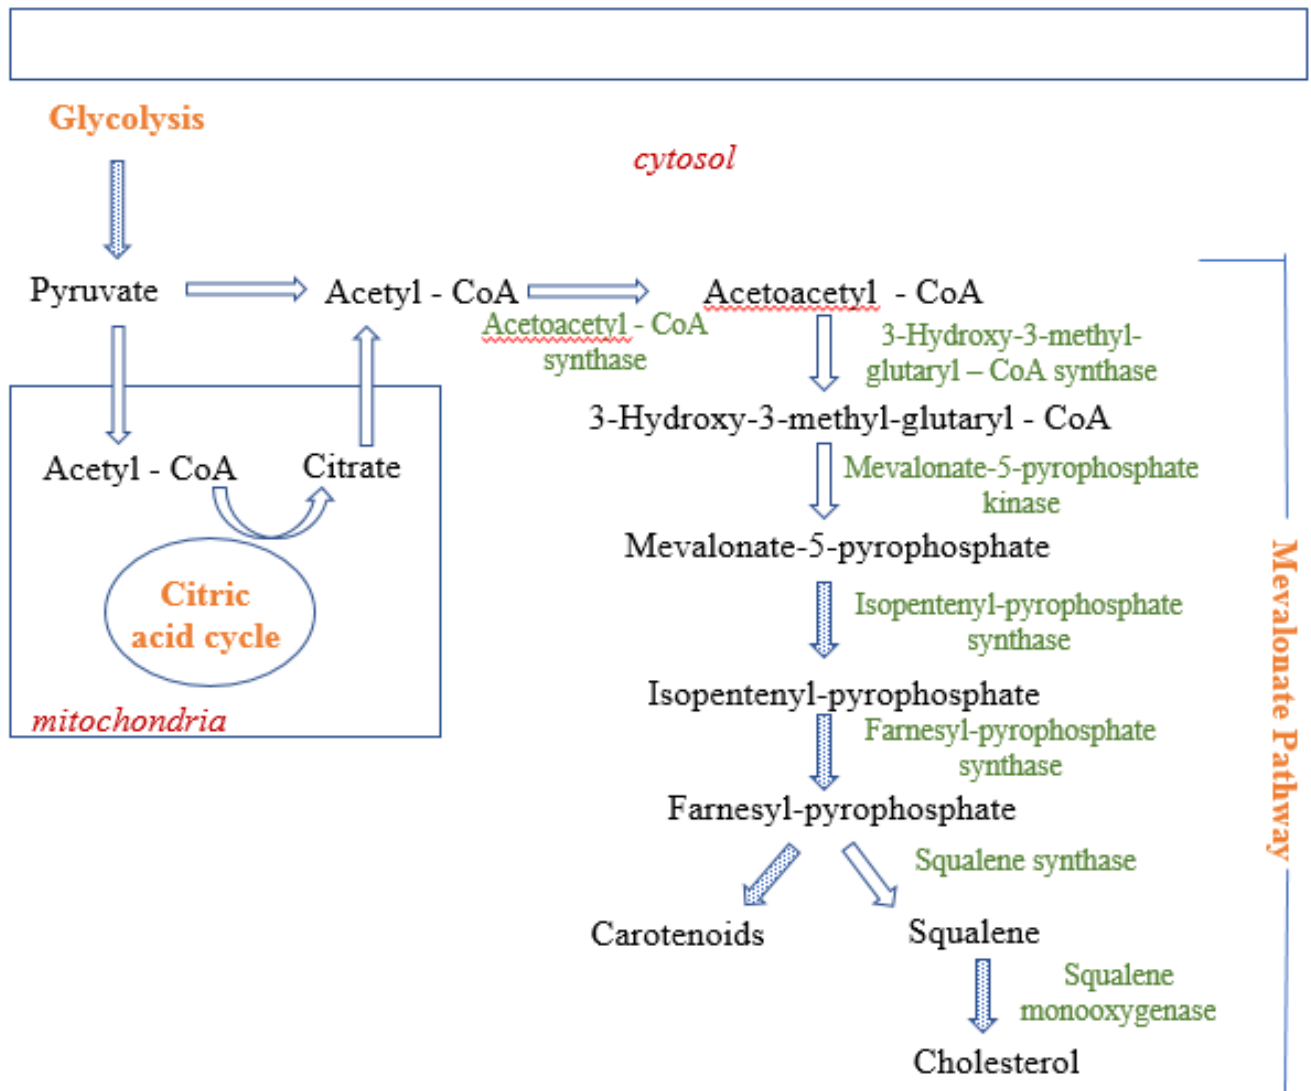 Glycolysis
cytosol
Pyruvate
Acetyl - CoA
Acetoacetyl - CoA
Acetoacetyl - CoA
synthase
3-Hydroxy-3-methyl-
glutaryl – CoA synthase
3-Hydroxy-3-methyl-glutaryl - CoA
Acetyl - CoA
Citrate
Mevalonate-5-pyrophosphate
kinase
Mevalonate-5-pyrophosphate
Citric
acid cycle
mitochondria
Isopentenyl-pyrophosphate
synthase
Isopentenyl-pyrophosphate
Farnesyl-pyrophosphate
synthase
Farnesyl-pyrophosphate
Squalene synthase
Carotenoids
Squalene
Squalene
monooxygenase
Cholesterol
Mevalonate Pathway